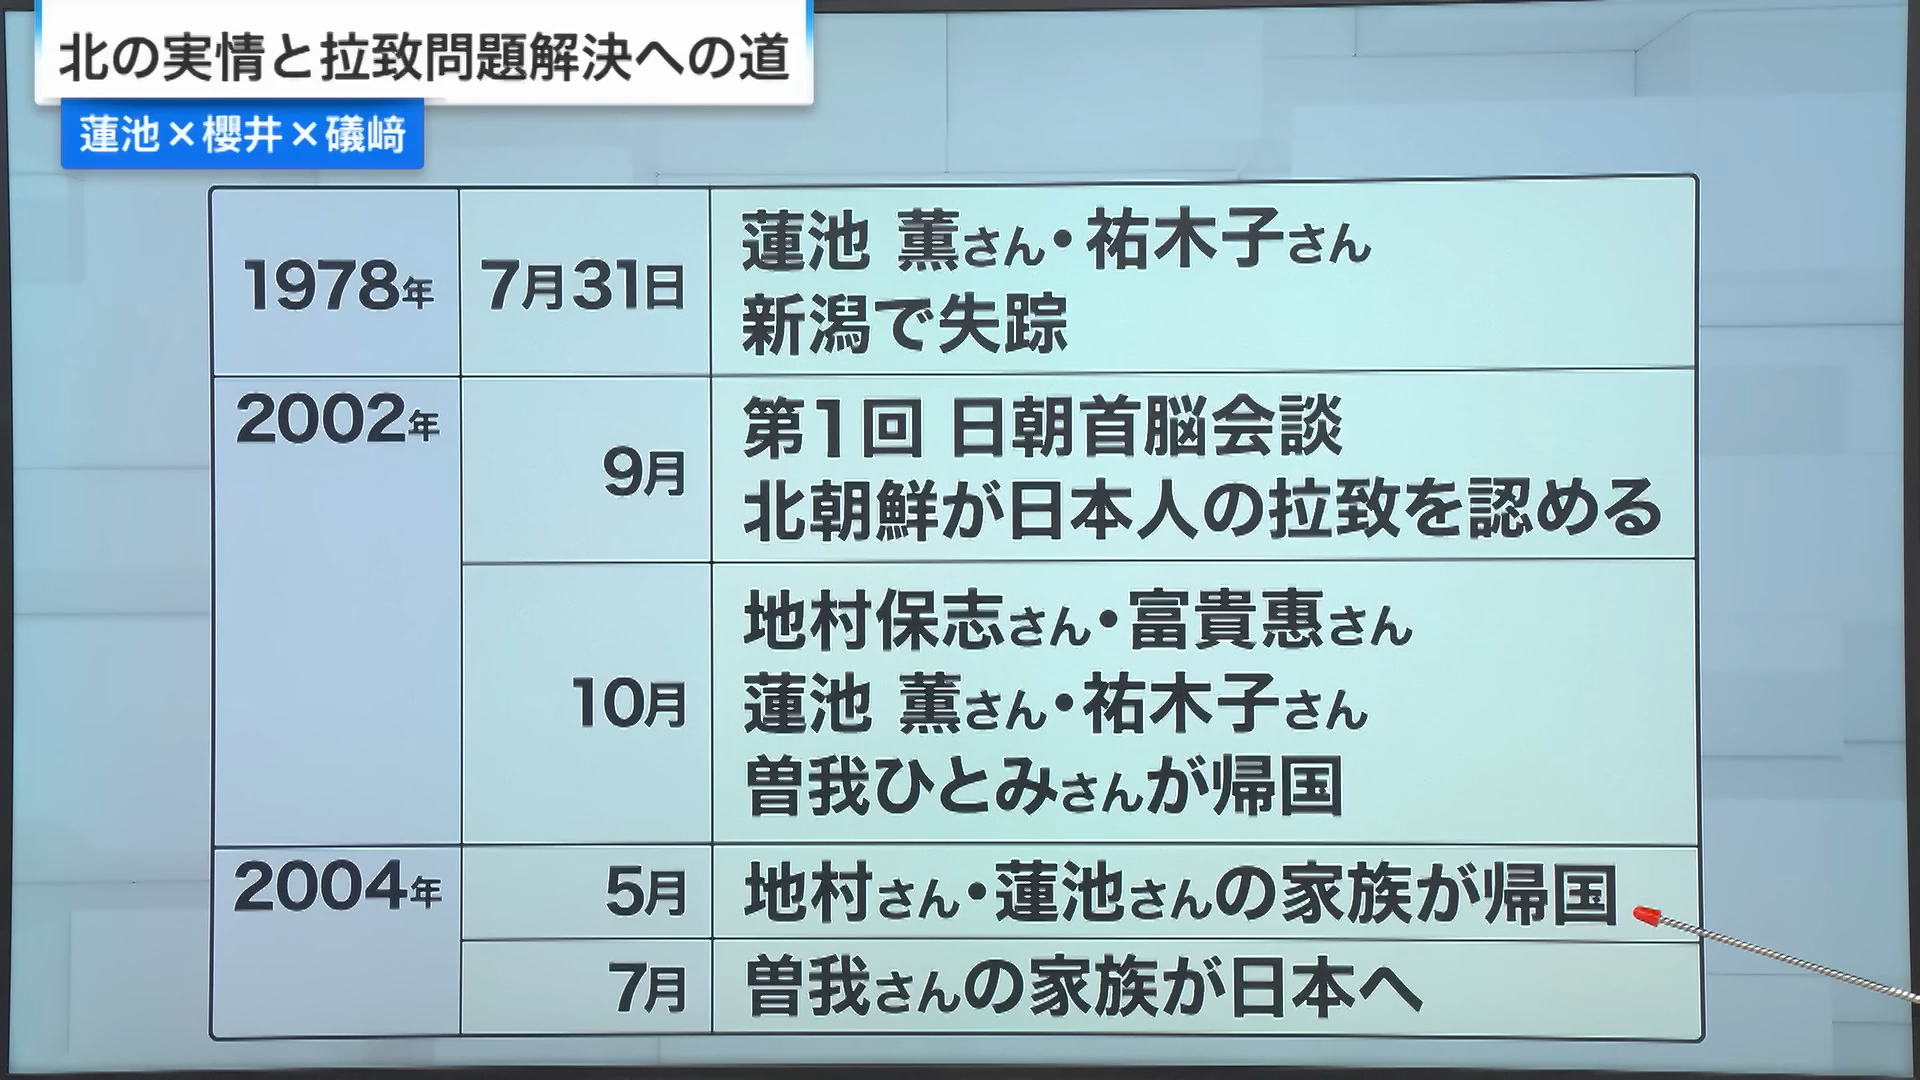 北の実情と拉致問題解決への道
蓮池×櫻井×礒﨑
1978年 7月31日 蓮池 薫さん・祐木子さん
新潟で失踪
2002年 9月 第1回 日朝首脳会談
北朝鮮が日本人の拉致を認める
10月 地村保志さん・富貴惠さん
蓮池 薫さん・祐木子さん
曽我ひとみさんが帰国
2004年 5月 地村さん・蓮池さんの家族が帰国
7月 曽我さんの家族が日本へ